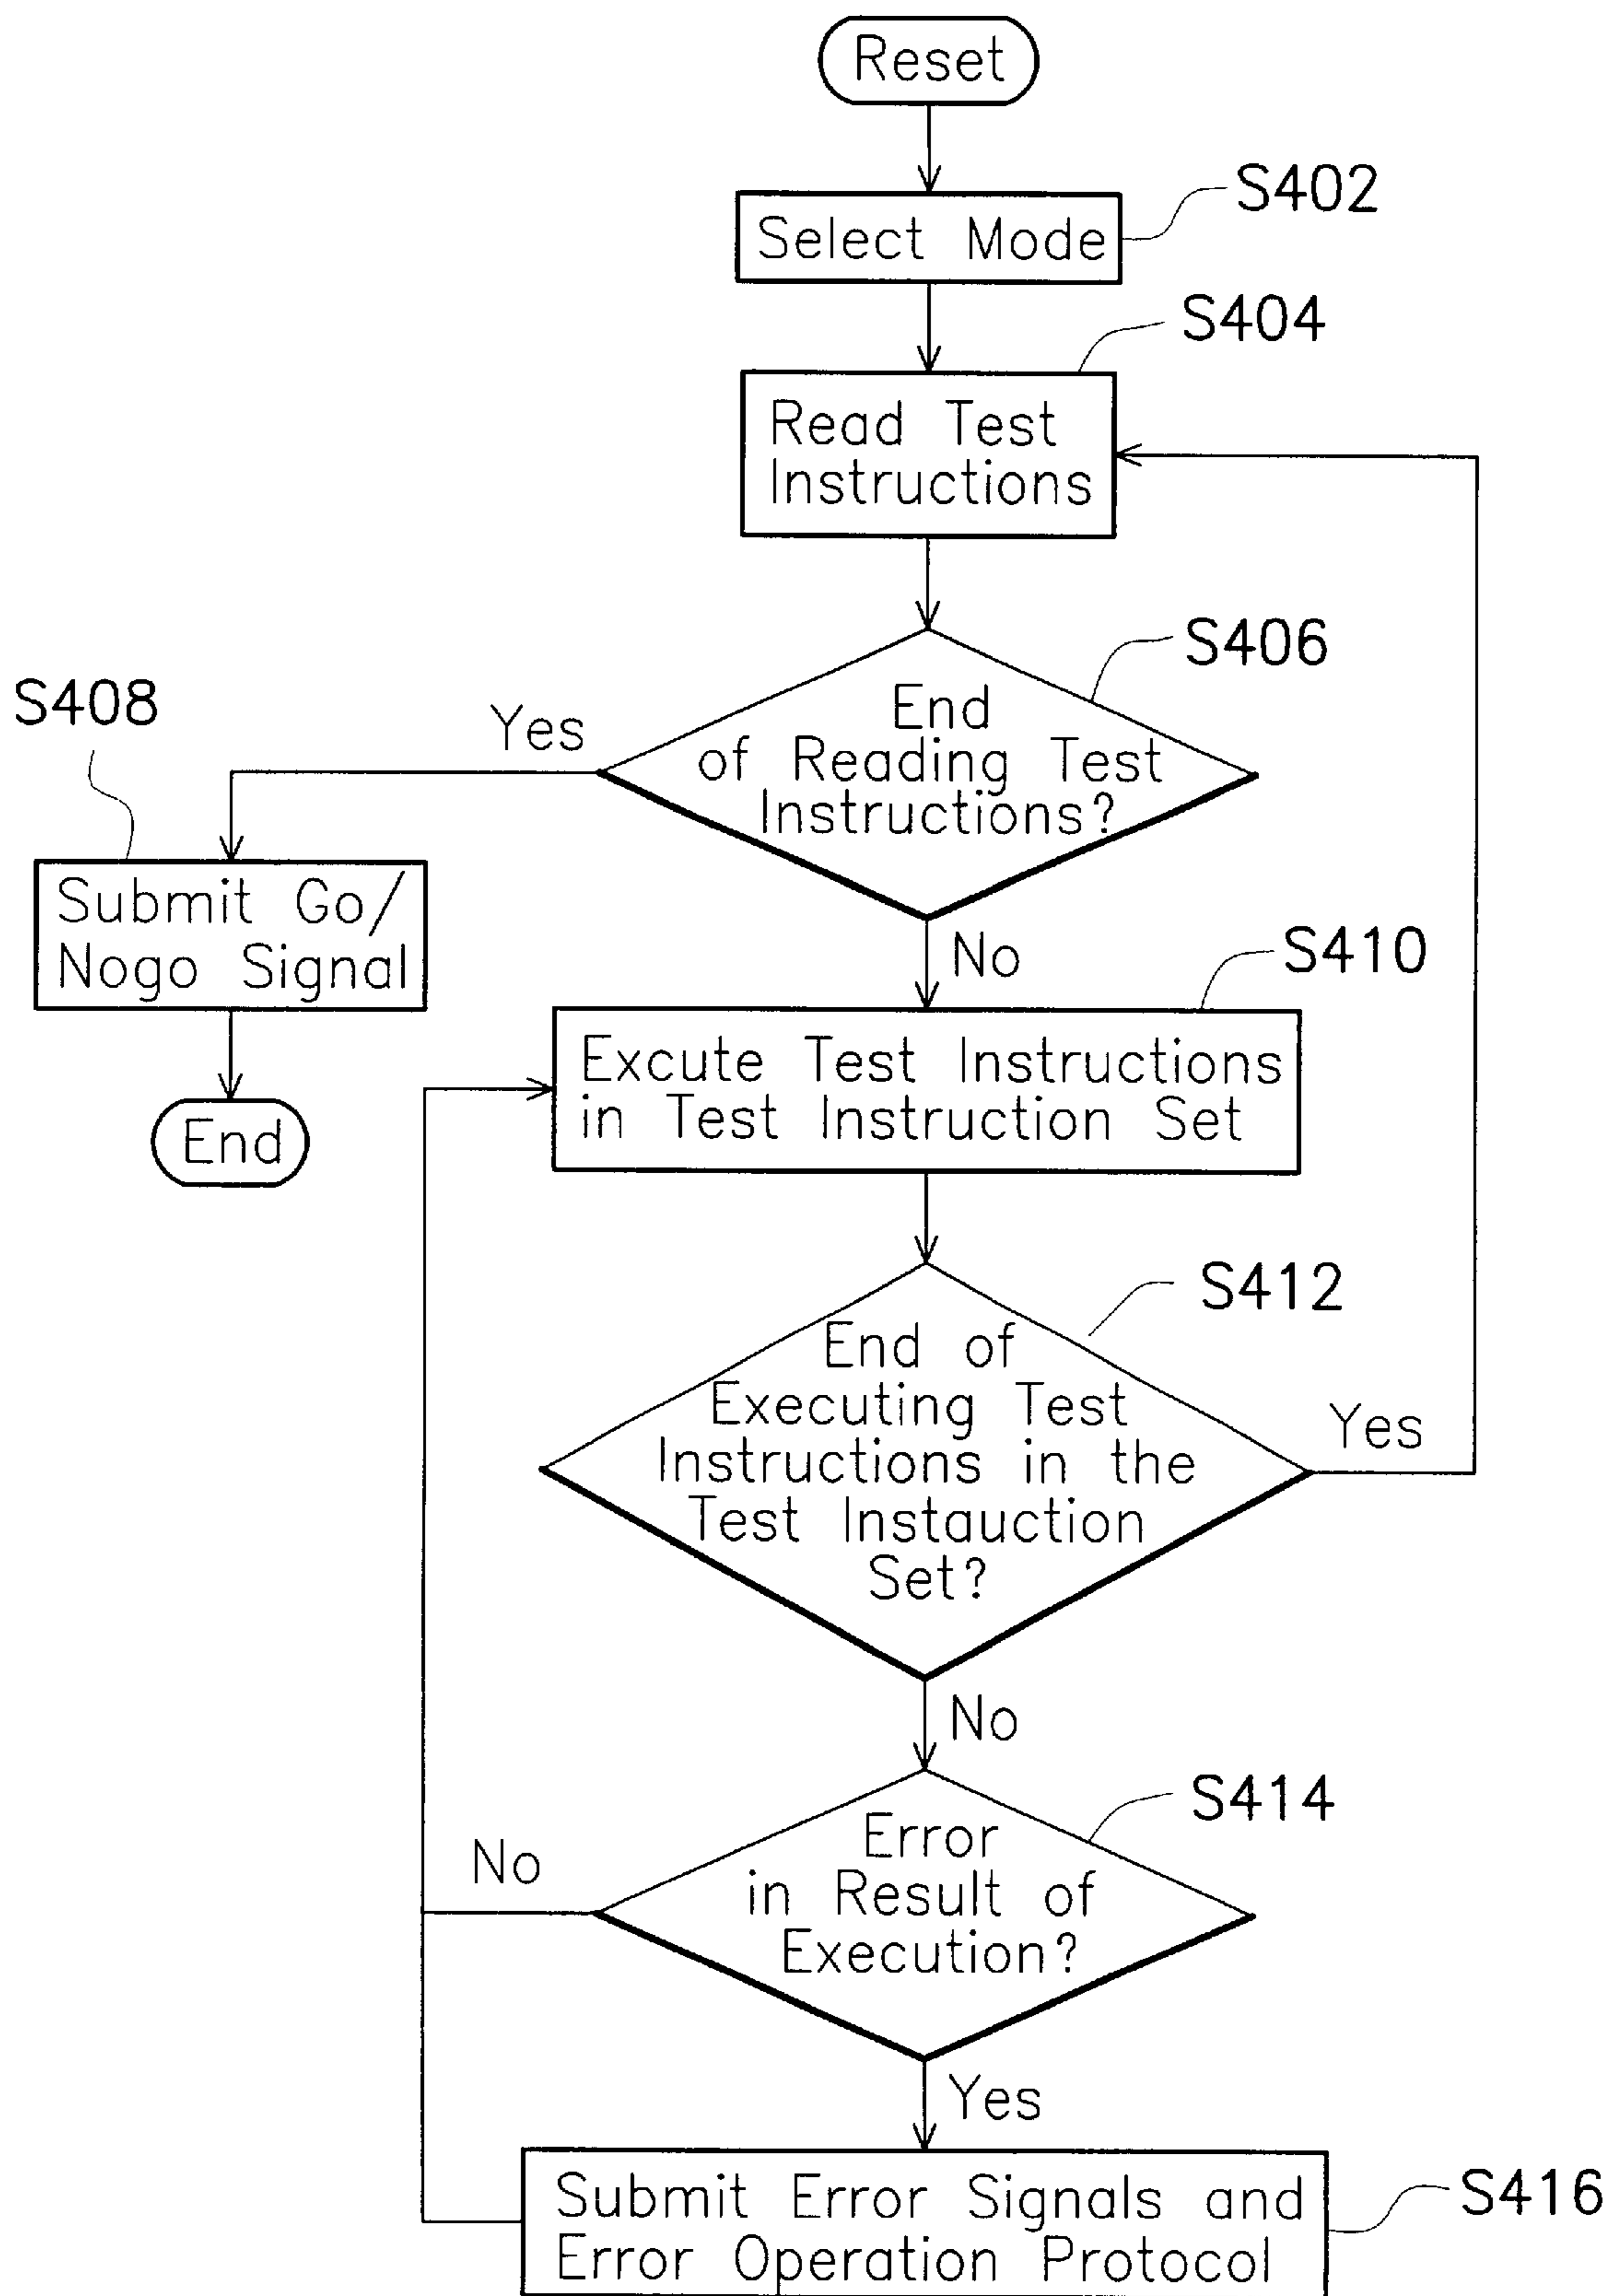 Reset
S402
Select Mode
S404
Read Test
Instructions
S406
S408
Yes
End
of Reading Test
Instructions?
Submit Go/
Nogo Signal
No
S410
Excute Test Instructions
in Test Instruction Set
End
S412
End of
Executing Test
Instructions in the
Test Instauction
Set?
Yes
No
S414
Error
in Result of
Execution?
No
Yes
S416
Submit Error Signals and
Error Operation Protocol